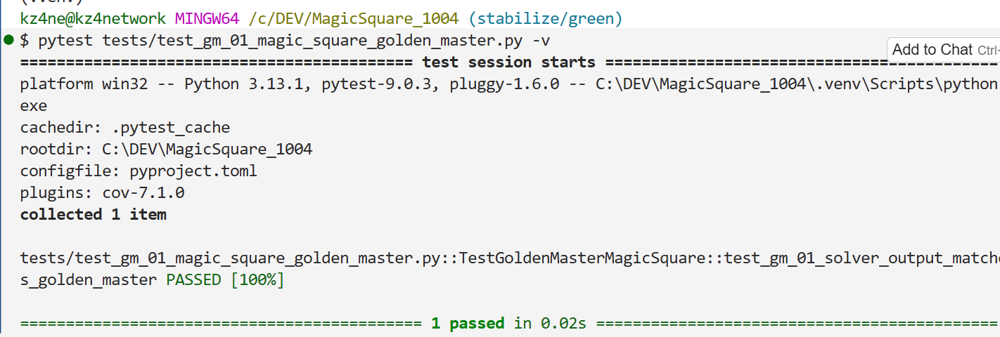 (.venv)
kz4ne@kz4network MINGW64 /c/DEV/MagicSquare_1004 (stabilize/green)
$ pytest tests/test_gm_01_magic_square_golden_master.py -v
Add to Chat Ctrl-
========================================== test session starts ==========================================
platform win32 -- Python 3.13.1, pytest-9.0.3, pluggy-1.6.0 -- C:\DEV\MagicSquare_1004\.venv\Scripts\python
exe
cachedir: .pytest_cache
rootdir: C:\DEV\MagicSquare_1004
configfile: pyproject.toml
plugins: cov-7.1.0
collected 1 item
tests/test_gm_01_magic_square_golden_master.py::TestGoldenMasterMagicSquare::test_gm_01_solver_output_matche
s_golden_master PASSED [100%]
=========================================== 1 passed in 0.02s ===========================================